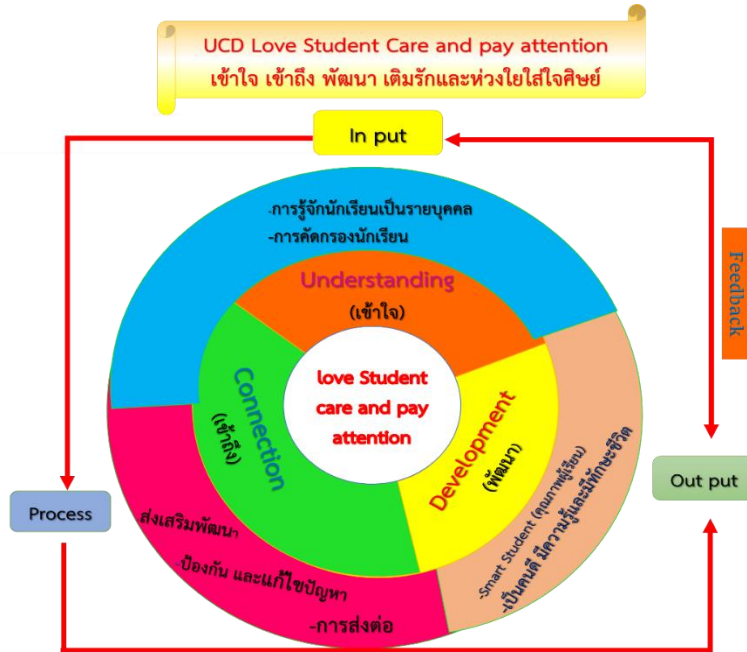 UCD Love Student Care and pay attention
เข้าใจ เข้าถึง พัฒนา เติมรักและห่วงใยใส่ใจศิษย์
In put
-การรู้จักนักเรียนเป็นรายบุคคล
-การคัดกรองนักเรียน
Understanding
(เข้าใจ)
Feedback
love Student
care and pay
attention
Connection
(เข้าถึง)
Development
(พัฒนา)
-Smart Student (คุณภาพผู้เรียน)
-เป็นคนดี มีความรู้และมีทักษะชีวิต
Out put
Process
ส่งเสริมพัฒนา
-ป้องกัน และแก้ไขปัญหา
-การส่งต่อ